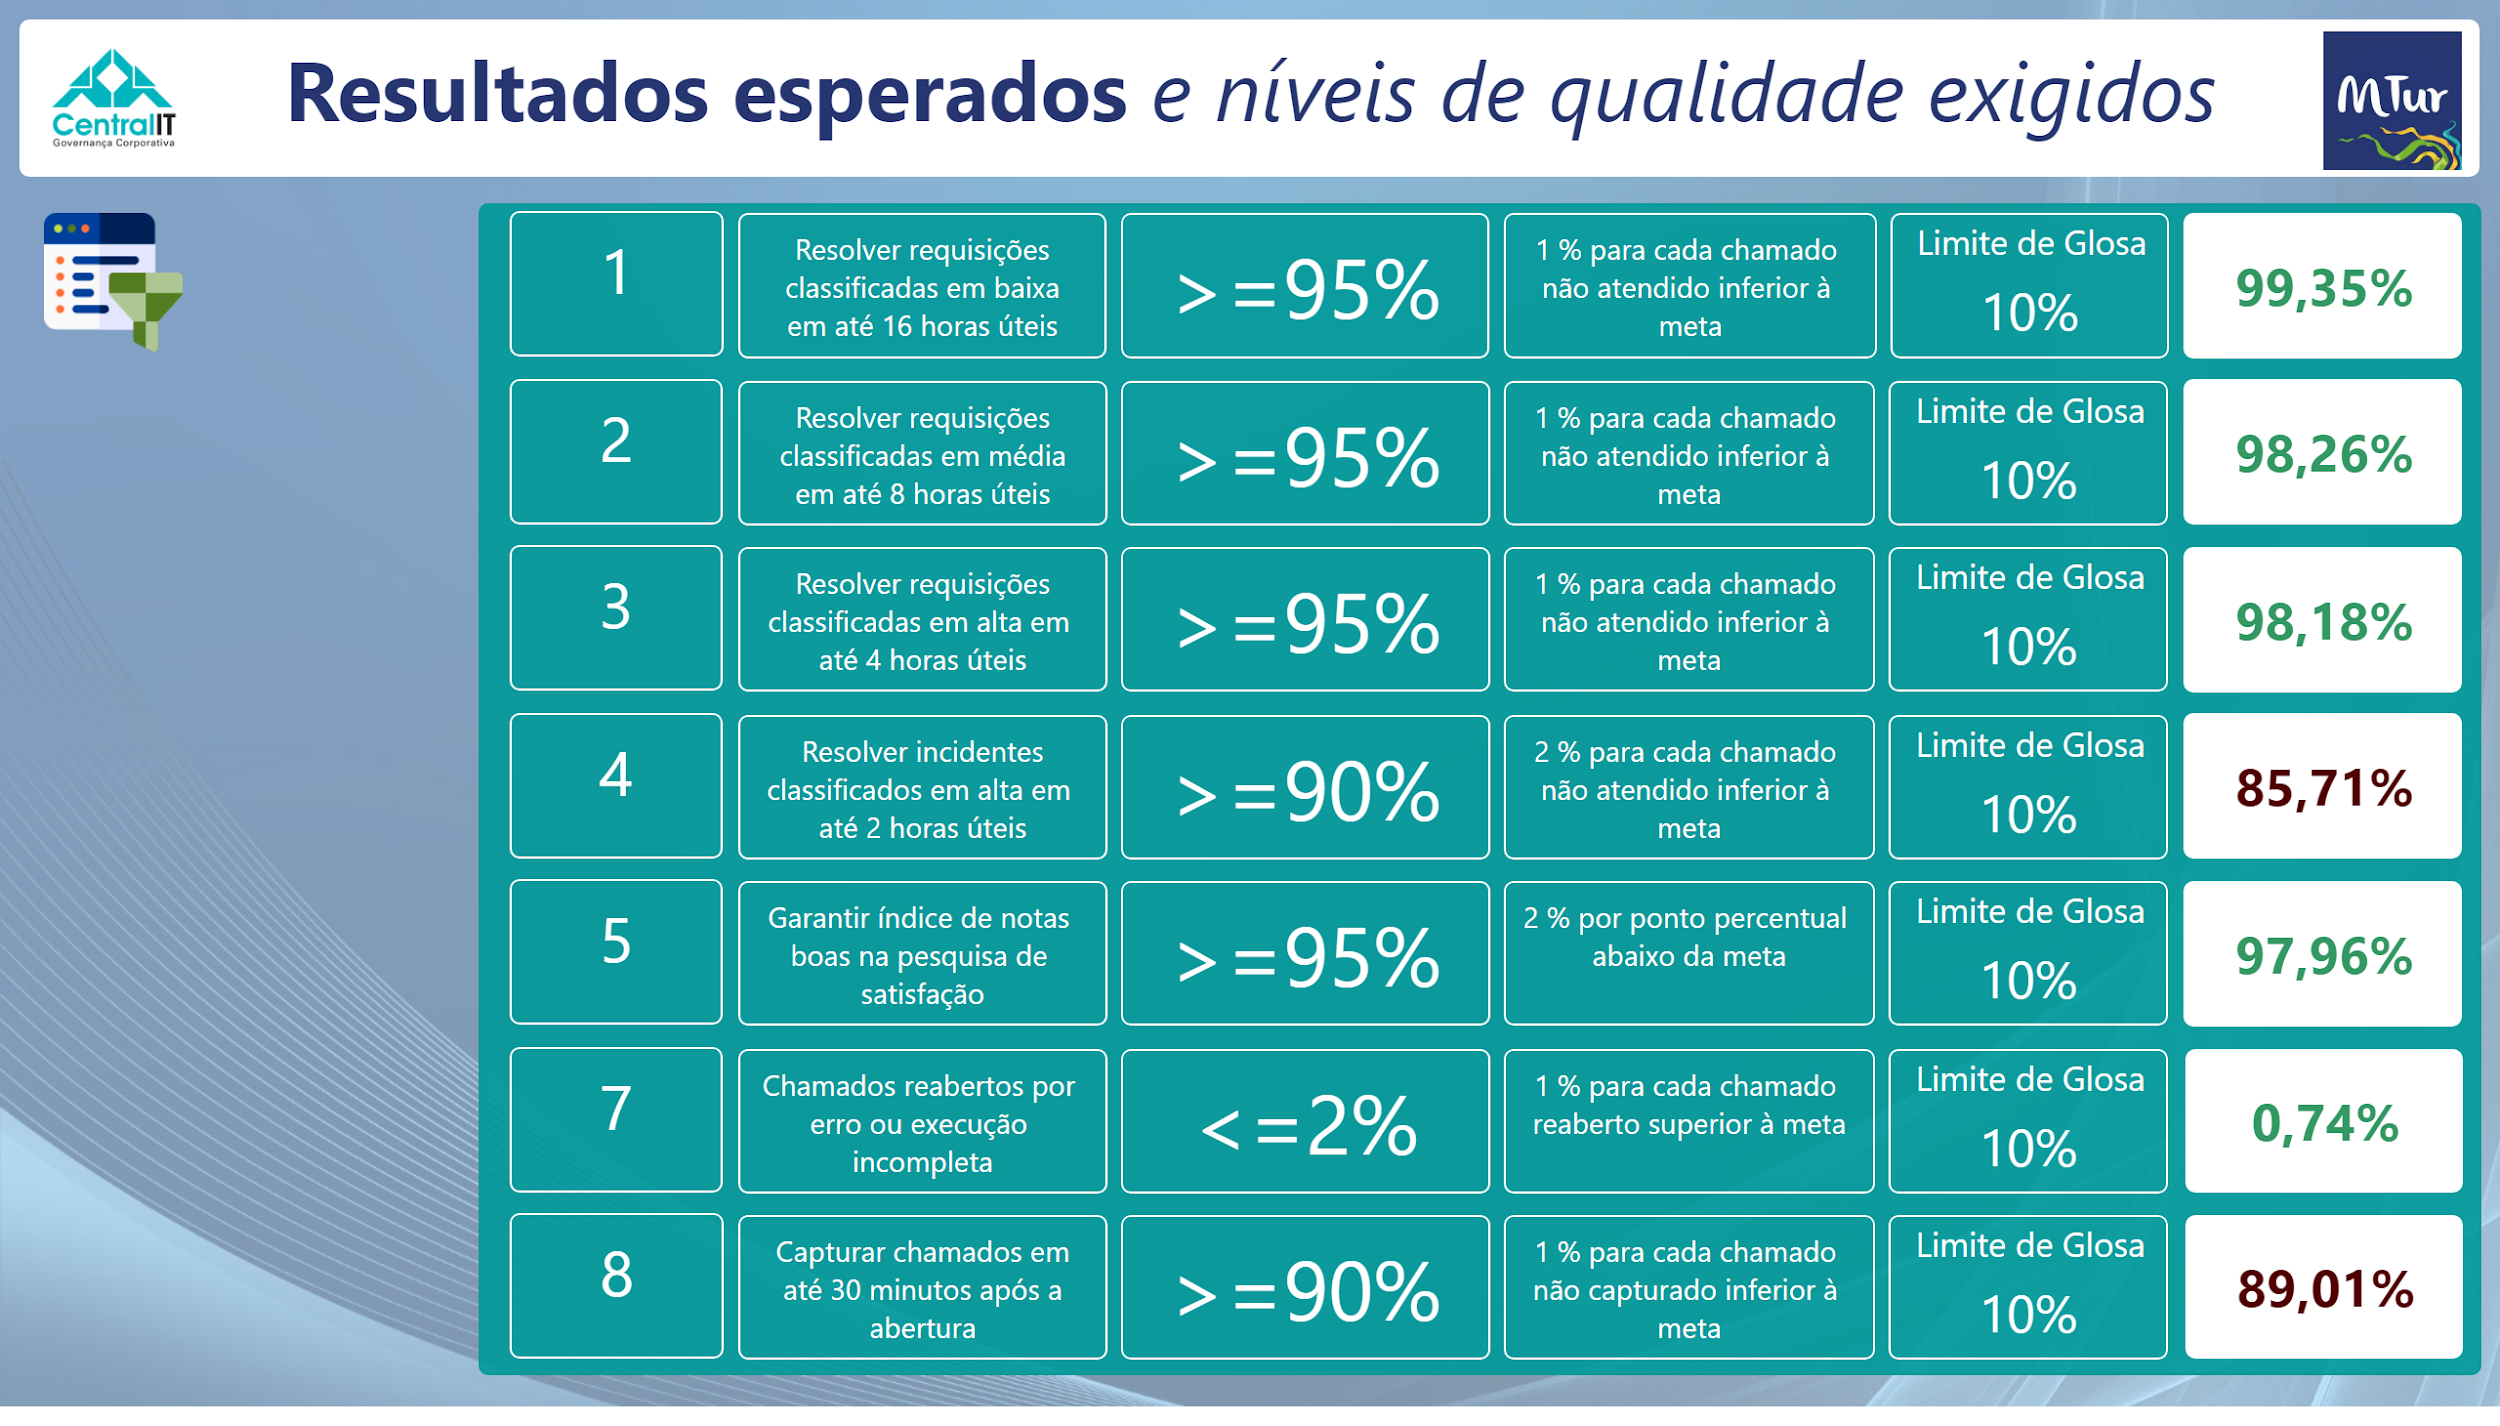 CentralIT
Governança Corporativa
Resultados esperados e níveis de qualidade exigidos
MTur
1
Resolver requisições
classificadas em baixa
em até 16 horas úteis
>=95%
1 % para cada chamado
não atendido inferior à
meta
Limite de Glosa
10%
99,35%
2
Resolver requisições
classificadas em média
em até 8 horas úteis
>=95%
1 % para cada chamado
não atendido inferior à
meta
Limite de Glosa
10%
98,26%
3
Resolver requisições
classificadas em alta em
até 4 horas úteis
>=95%
1 % para cada chamado
não atendido inferior à
meta
Limite de Glosa
10%
98,18%
4
Resolver incidentes
classificados em alta em
até 2 horas úteis
>=90%
2 % para cada chamado
não atendido inferior à
meta
Limite de Glosa
10%
85,71%
5
Garantir índice de notas
boas na pesquisa de
satisfação
>=95%
2 % por ponto percentual
abaixo da meta
Limite de Glosa
10%
97,96%
7
Chamados reabertos por
erro ou execução
incompleta
<=2%
1 % para cada chamado
reaberto superior à meta
Limite de Glosa
10%
0,74%
8
Capturar chamados em
até 30 minutos após a
abertura
>=90%
1 % para cada chamado
não capturado inferior à
meta
Limite de Glosa
10%
89,01%